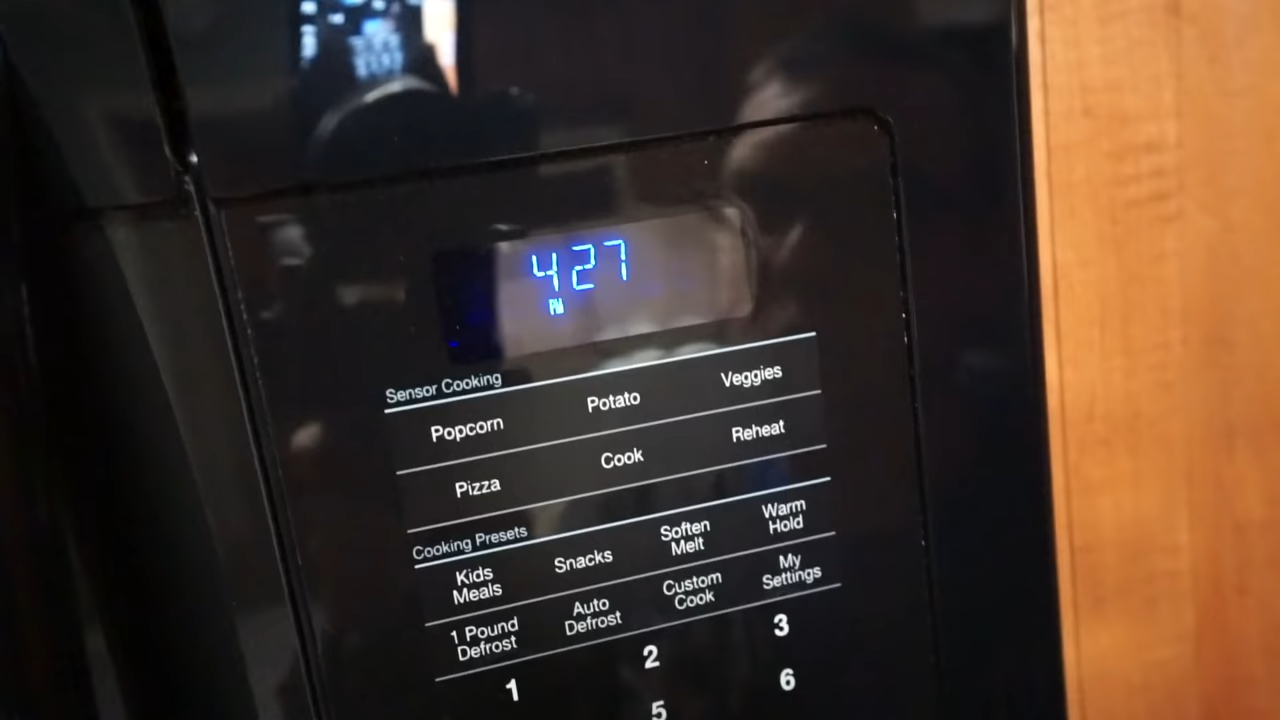 4 27
PM
Sensor Cooking
Popcorn Potato Veggies
Pizza Cook Reheat
Cooking Presets
Kids Meals Snacks Soften Melt Warm Hold
1 Pound Defrost Auto Defrost Custom Cook My Settings
1 2 3
5 6